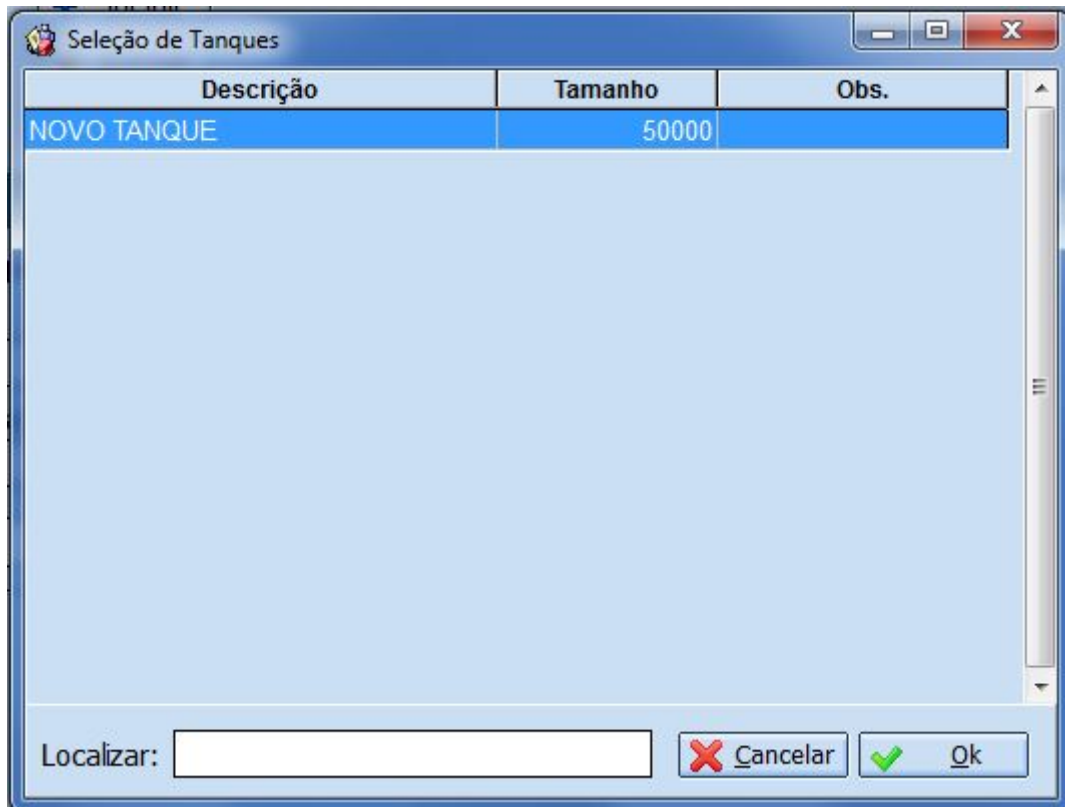 Seleção de Tanques
Descrição Tamanho Obs.
NOVO TANQUE 50000
Localizar: Cancelar Ok